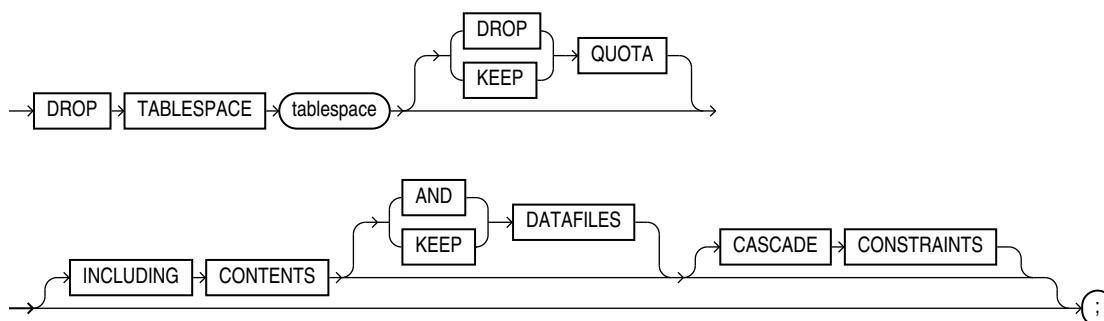 DROP
KEEP QUOTA
DROP TABLESPACE tablespace
AND
KEEP DATAFILES
CASCADE CONSTRAINTS
INCLUDING CONTENTS
;